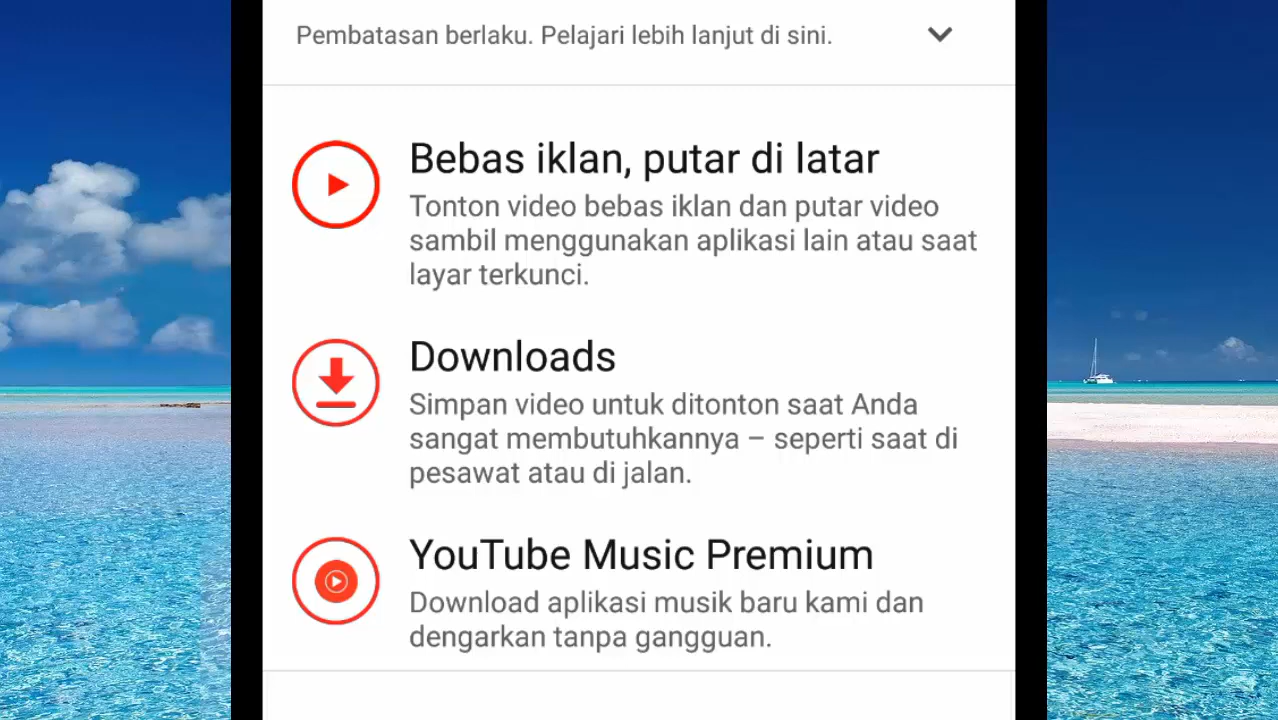 Pembatasan berlaku. Pelajari lebih lanjut di sini.
Bebas iklan, putar di latar
Tonton video bebas iklan dan putar video
sambil menggunakan aplikasi lain atau saat
layar terkunci.
Downloads
Simpan video untuk ditonton saat Anda
sangat membutuhkannya – seperti saat di
pesawat atau di jalan.
YouTube Music Premium
Download aplikasi musik baru kami dan
dengarkan tanpa gangguan.